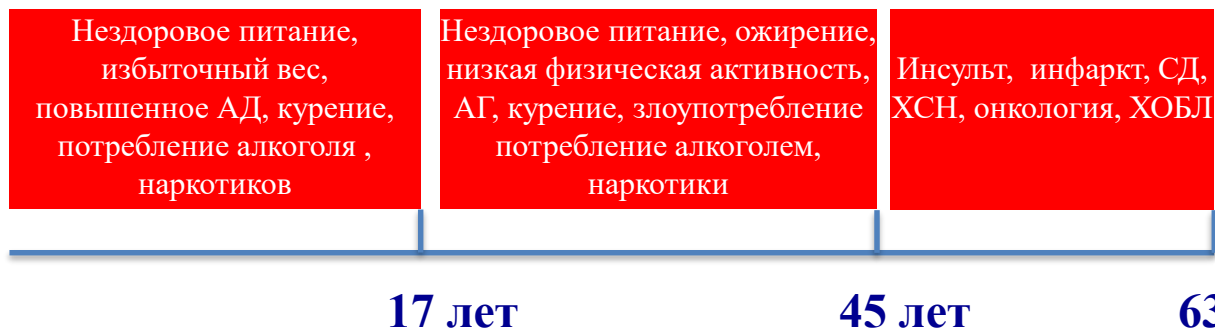 Нездоровое питание,
избыточный вес,
повышенное АД, курение,
потребление алкоголя ,
наркотиков
Нездоровое питание, ожирение,
низкая физическая активность,
АГ, курение, злоупотребление
потребление алкоголем,
наркотики
Инсульт, инфаркт, СД,
ХСН, онкология, ХОБЛ
17 лет
45 лет
63